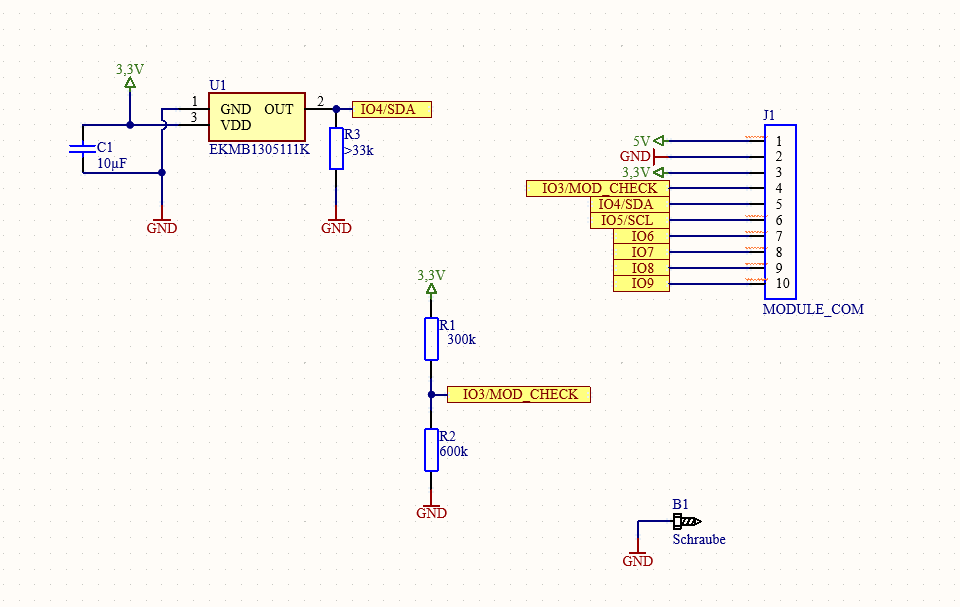 3,3V
U1
1 GND OUT 2
3 VDD
EKMB1305111K
IO4/SDA
C1
10µF
R3
>33k
GND
GND
J1
5V 1
GND 2
3,3V 3
IO3/MOD_CHECK 4
IO4/SDA 5
IO5/SCL 6
IO6 7
IO7 8
IO8 9
IO9 10
MODULE_COM
3,3V
R1
300k
IO3/MOD_CHECK
R2
600k
GND
B1
Schraube
GND